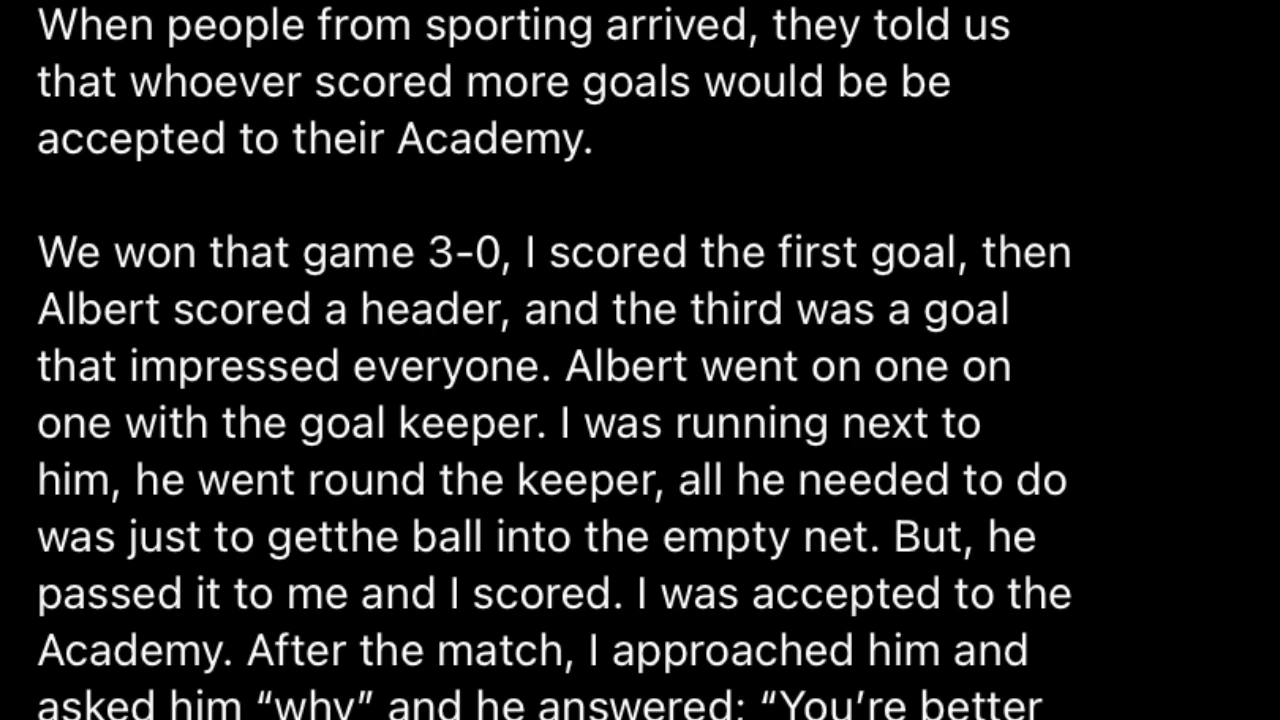 When people from sporting arrived, they told us
that whoever scored more goals would be be
accepted to their Academy.
We won that game 3-0, I scored the first goal, then
Albert scored a header, and the third was a goal
that impressed everyone. Albert went on one on
one with the goal keeper. I was running next to
him, he went round the keeper, all he needed to do
was just to getthe ball into the empty net. But, he
passed it to me and I scored. I was accepted to the
Academy. After the match, I approached him and
asked him “why” and he answered: “You’re better